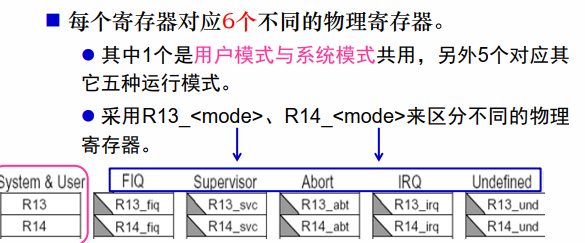 每个寄存器对应6个不同的物理寄存器。
其中1个是用户模式与系统模式共用，另外5个对应其
它五种运行模式。
采用R13_<mode>、R14_<mode>来区分不同的物理
寄存器。
System & User FIQ Supervisor Abort IRQ Undefined
R13 R13_fiq R13_svc R13_abt R13_irq R13_und
R14 R14_fiq R14_svc R14_abt R14_irq R14_und